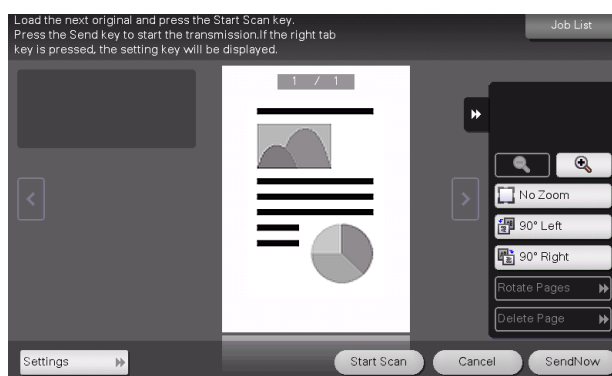 Load the next original and press the Start Scan key.
Press the Send key to start the transmission.If the right tab
key is pressed, the setting key will be displayed.
Job List
1 / 1
No Zoom
90° Left
90° Right
Rotate Pages
Delete Page
Settings
Start Scan
Cancel
SendNow